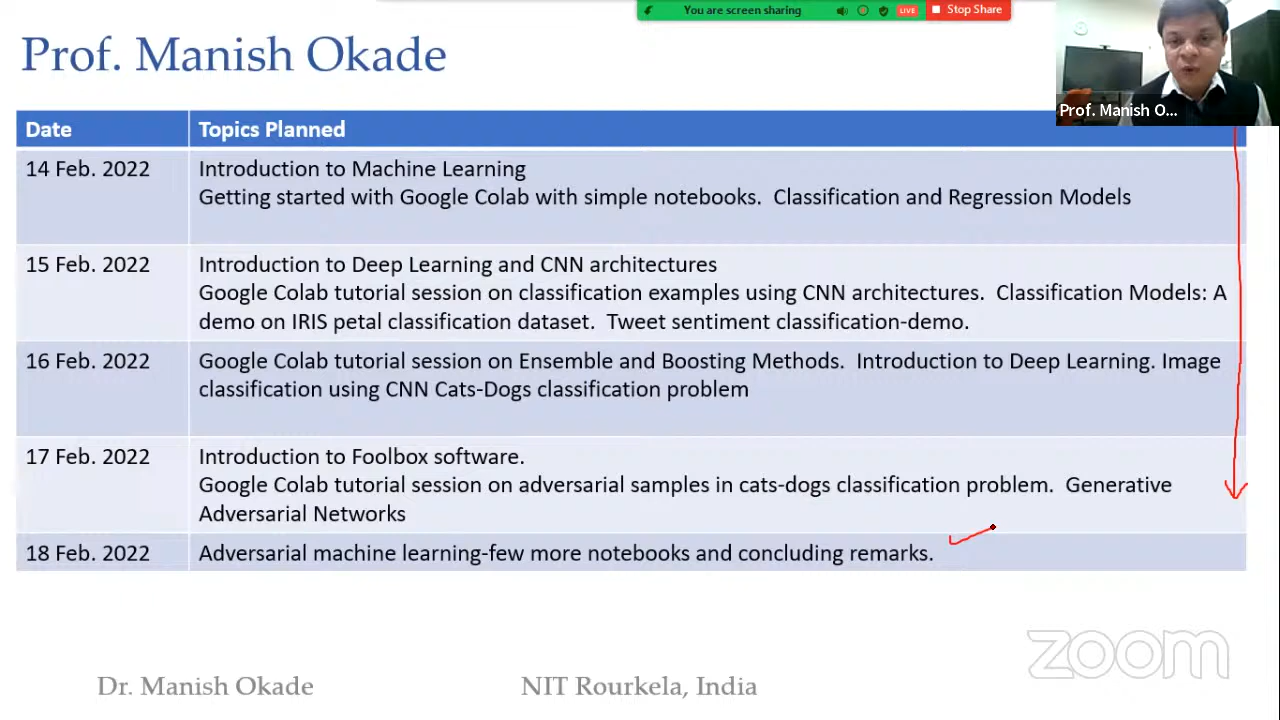 You are screen sharing
LIVE
Stop Share
Prof. Manish Okade
Prof. Manish O...
Date
Topics Planned
14 Feb. 2022
Introduction to Machine Learning
Getting started with Google Colab with simple notebooks. Classification and Regression Models
15 Feb. 2022
Introduction to Deep Learning and CNN architectures
Google Colab tutorial session on classification examples using CNN architectures. Classification Models: A
demo on IRIS petal classification dataset. Tweet sentiment classification-demo.
16 Feb. 2022
Google Colab tutorial session on Ensemble and Boosting Methods. Introduction to Deep Learning. Image
classification using CNN Cats-Dogs classification problem
17 Feb. 2022
Introduction to Foolbox software.
Google Colab tutorial session on adversarial samples in cats-dogs classification problem. Generative
Adversarial Networks
18 Feb. 2022
Adversarial machine learning-few more notebooks and concluding remarks.
zoom
Dr. Manish Okade
NIT Rourkela, India